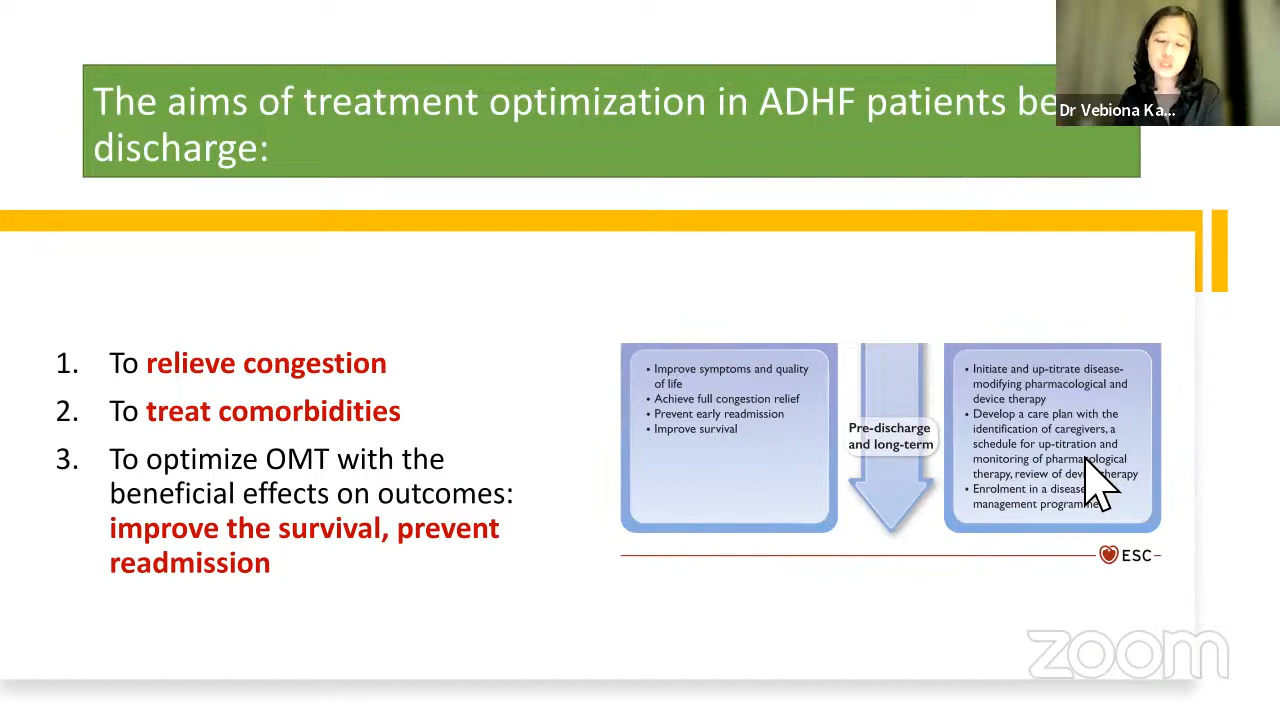 The aims of treatment optimization in ADHF patients be
discharge:
Dr Vebiona Ka...
1. To relieve congestion
2. To treat comorbidities
3. To optimize OMT with the
beneficial effects on outcomes:
improve the survival, prevent
readmission
• Improve symptoms and quality
of life
• Achieve full congestion relief
• Prevent early readmission
• Improve survival
Pre-discharge
and long-term
• Initiate and up-titrate disease-
modifying pharmacological and
device therapy
• Develop a care plan with the
identification of caregivers, a
schedule for up-titration and
monitoring of pharmacological
therapy, review of device therapy
• Enrolment in a disease
management programme
ESC
zoom